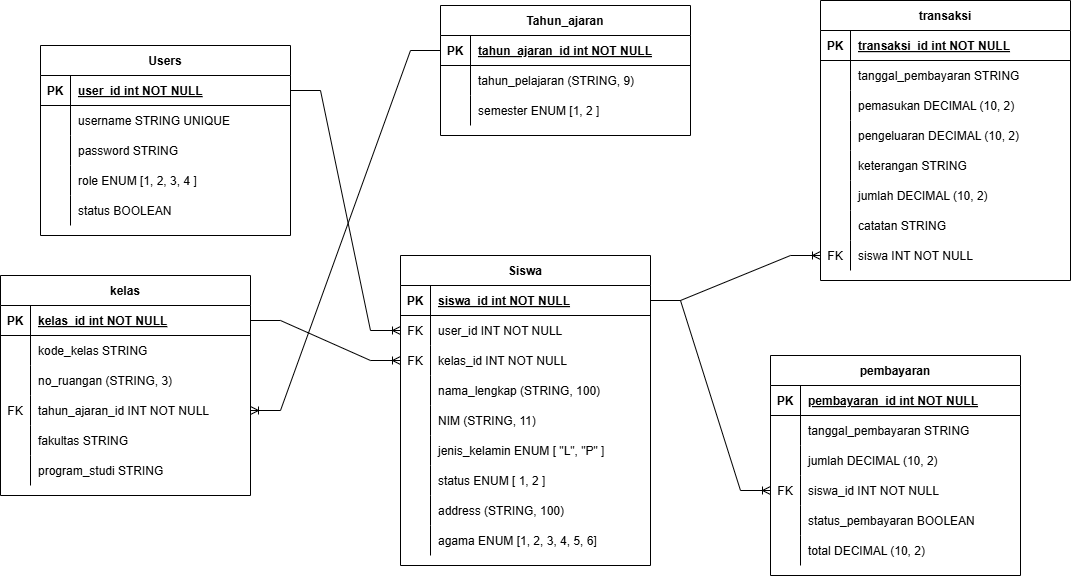 Users
PK user_id int NOT NULL
username STRING UNIQUE
password STRING
role ENUM [1, 2, 3, 4 ]
status BOOLEAN
Tahun_ajaran
PK tahun_ajaran_id int NOT NULL
tahun_pelajaran (STRING, 9)
semester ENUM [1, 2 ]
transaksi
PK transaksi_id int NOT NULL
tanggal_pembayaran STRING
pemasukan DECIMAL (10, 2)
pengeluaran DECIMAL (10, 2)
keterangan STRING
jumlah DECIMAL (10, 2)
catatan STRING
FK siswa INT NOT NULL
kelas
PK kelas_id int NOT NULL
kode_kelas STRING
no_ruangan (STRING, 3)
FK tahun_ajaran_id INT NOT NULL
fakultas STRING
program_studi STRING
Siswa
PK siswa_id int NOT NULL
FK user_id INT NOT NULL
FK kelas_id INT NOT NULL
nama_lengkap (STRING, 100)
NIM (STRING, 11)
jenis_kelamin ENUM [ "L", "P" ]
status ENUM [ 1, 2 ]
address (STRING, 100)
agama ENUM [1, 2, 3, 4, 5, 6]
pembayaran
PK pembayaran_id int NOT NULL
tanggal_pembayaran STRING
jumlah DECIMAL (10, 2)
FK siswa_id INT NOT NULL
status_pembayaran BOOLEAN
total DECIMAL (10, 2)